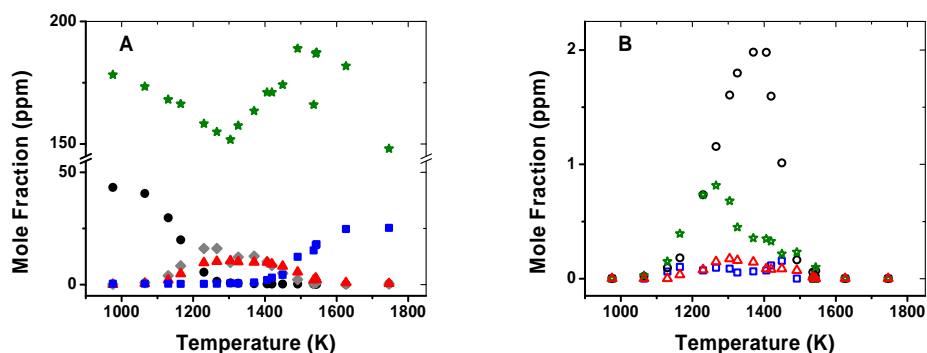 A
B
Mole Fraction (ppm)
200
150
50
0
1000 1200 1400 1600 1800
Temperature (K)
Mole Fraction (ppm)
2
1
0
1000 1200 1400 1600 1800
Temperature (K)